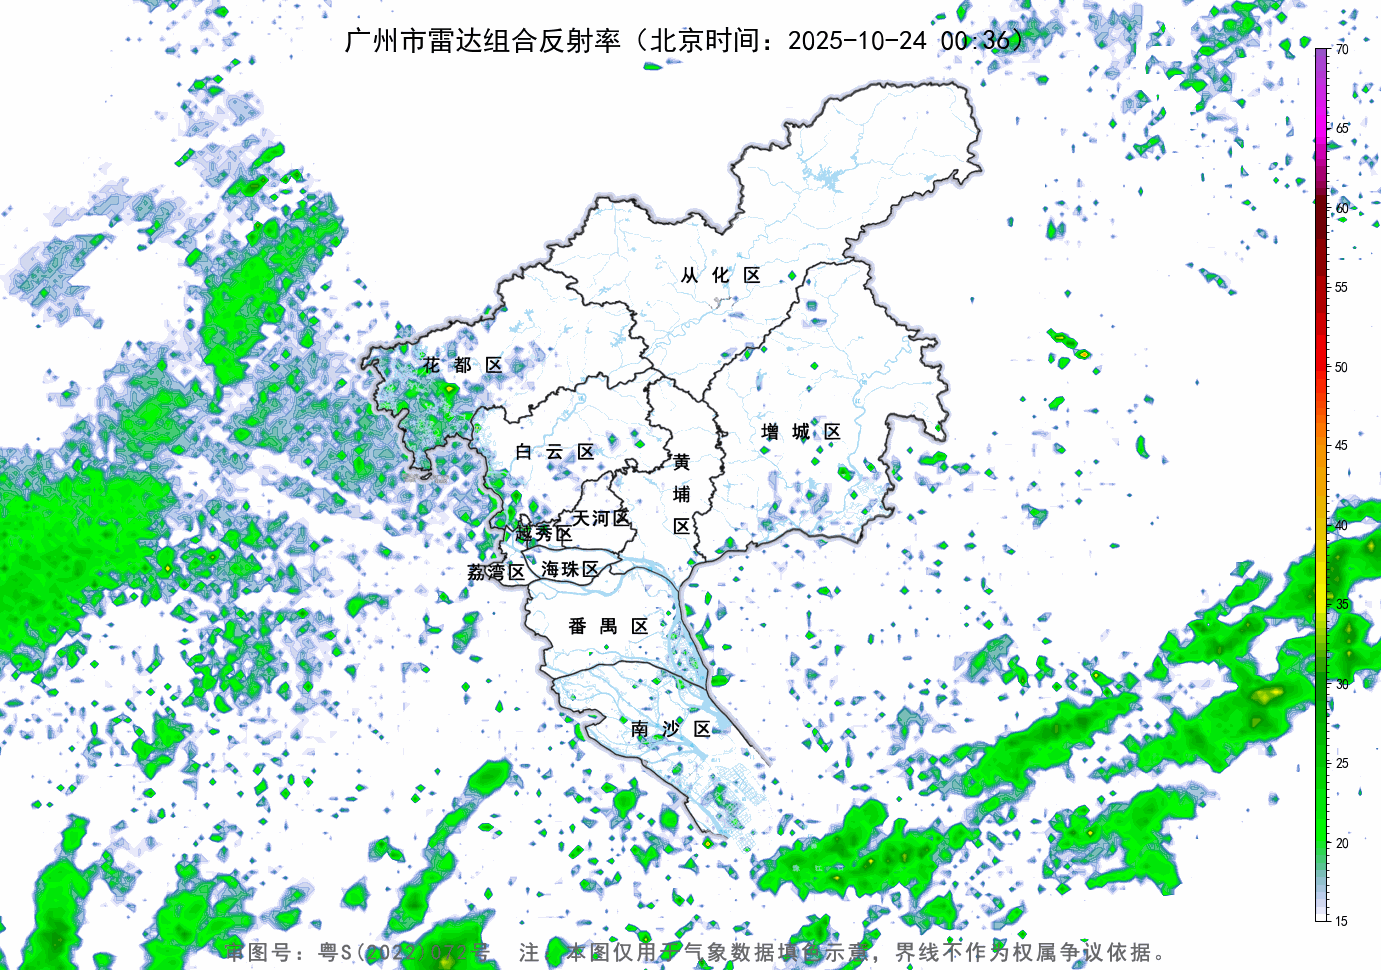 广州市雷达组合反射率（北京时间：2025-10-24 00:36）
70
65
60
55
50
45
40
35
30
25
20
15
从化区
花都区
增城区
白云区
黄埔区
天河区
越秀区
海珠区
荔湾区
番禺区
南沙区
审图号：粤S(2022)072号 注：本图仅用于气象数据填色示意，界线不作为权属争议依据。